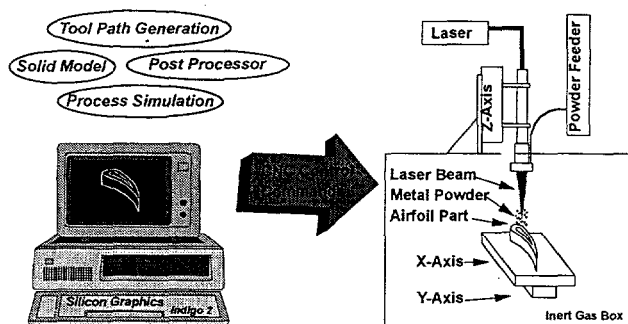 Tool Path Generation
Solid Model
Post Processor
Process Simulation
Silicon Graphics
Indigo 2
Laser
Z-Axis
Powder Feeder
Laser Beam
Metal Powder
Airfoil Part
X-Axis
Y-Axis
Inert Gas Box